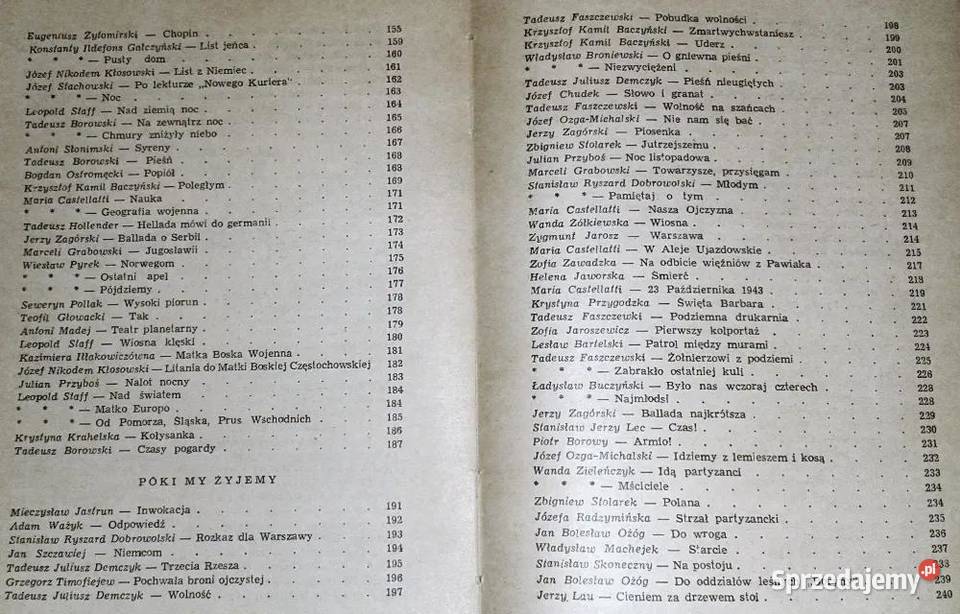 Eugeniusz Żytomirski — Chopin . 155
Konstanty Ildefons Gałczyński — List jeńca . 159
* * * — Pusty dom . 160
Józef Nikodem Kłosowski — List z Niemiec . 161
Józef Stachowski — Po lekturze „Nowego Kuriera" 162
* * * — Noc . 163
Leopold Staff — Nad ziemią noc . 164
Tadeusz Borowski — Na zewnątrz noc . 165
* * * — Chmury zniżyły niebo . 166
Antoni Słonimski — Syreny . 167
Tadeusz Borowski — Pieśń . 168
Bogdan Ostromęcki — Popiół . 168
Krzysztof Kamil Baczyński — Poległym . 169
Maria Castellatti — Nauka . 171
* * * — Geografia wojenna . 171
Tadeusz Hollender — Hellada mówi do germanii . 172
Jerzy Zagórski — Ballada o Serbii . 173
Marceli Grabowski — Jugosławii . 174
Wiesław Pyrek — Norwegom . 175
* * * — Ostatni apel . 176
* * * — Pójdziemy . 177
Seweryn Pollak — Wysoki piorun . 178
Teofil Głowacki — Tak . 178
Antoni Madej — Teatr planetarny . 179
Leopold Staff — Wiosna klęski . 180
Kazimiera Iłłakowiczówna — Matka Boska Wojenna . 181
Józef Nikodem Kłosowski — Litania do Matki Boskiej Częstochowskiej 182
Julian Przyboś — Nalot nocny . 183
Leopold Staff — Nad światem . 184
* * * — Matko Europo . 184
* * * — Od Pomorza, Śląska, Prus Wschodnich . 185
Krystyna Krahelska — Kołysanka . 186
Tadeusz Borowski — Czasy pogardy . 187
PÓKI MY ŻYJEMY
Mieczysław Jastrun — Inwokacja . 191
Adam Ważyk — Odpowiedź . 192
Stanisław Ryszard Dobrowolski — Rozkaz dla Warszawy . 193
Jan Szczawiej — Niemcom . 194
Tadeusz Juliusz Demczyk — Trzecia Rzesza . 195
Grzegorz Timofiejew — Pochwała broni ojczystej . 196
Tadeusz Juliusz Demczyk — Wolność . 197
Tadeusz Faszczewski — Pobudka wolności . 198
Krzysztof Kamil Baczyński — Zmartwychwstaniesz . 199
Krzysztof Kamil Baczyński — Uderz . 200
Władysław Broniewski — O gniewna pieśni . 201
* * * — Niezwyciężeni . 203
Tadeusz Juliusz Demczyk — Pieśń nieugiętych . 203
Józef Chudek — Słowo i granat . 204
Tadeusz Faszczewski — Wolność na szańcach . 205
Józef Ozga-Michalski — Nie nam się bać . 207
Jerzy Zagórski — Piosenka . 207
Zbigniew Stolarek — Jutrzejszemu . 208
Julian Przyboś — Noc listopadowa . 209
Marceli Grabowski — Towarzysze, przysięgam . 210
Stanisław Ryszard Dobrowolski — Młodym . 211
* * * — Pamiętaj o tym . 212
Maria Castellatti — Nasza Ojczyzna . 213
Wanda Żółkiewska — Wiosna . 214
Zygmunt Jarosz — Warszawa . 214
Maria Castellatti — W Aleje Ujazdowskie . 215
Zofia Zawadzka — Na odbicie więźniów z Pawiaka . 217
Helena Jaworska — Śmierć . 218
Maria Castellatti — 23 Października 1943 . 219
Krystyna Przygodzka — Święta Barbara . 221
Tadeusz Faszczewki — Podziemna drukarnia . 222
Zofia Jaroszewicz — Pierwszy kolportaż . 223
Lesław Bartelski — Patrol między murami . 224
Tadeusz Faszczewski — Żołnierzowi z podziemi . 225
* * * — Zabrakło ostatniej kuli . 226
Ładysław Buczyński — Było nas wczoraj czterech . 228
* * * — Najmłodsi . 228
Jerzy Zagórski — Ballada najkrótsza . 229
Stanisław Jerzy Lec — Czas! . 230
Piotr Borowy — Armio! . 231
Józef Ozga-Michalski — Idziemy z lemieszem i kosą . 232
Wanda Zieleńczyk — Idą partyzanci . 233
* * * — Mściciele . 234
Zbigniew Stolarek — Polana . 234
Józefa Radzymińska — Strzał partyzancki . 235
Jan Bolesław Ożóg — Do wroga . 236
Władysław Machejek — Starcie . 237
Stanisław Skoneczny — Na postoju . 238
Jan Bolesław Ożóg — Do oddziałów 239
Jerzy Lau — Cieniem za drzewem stoi . 240
Sprzedajemy.pl